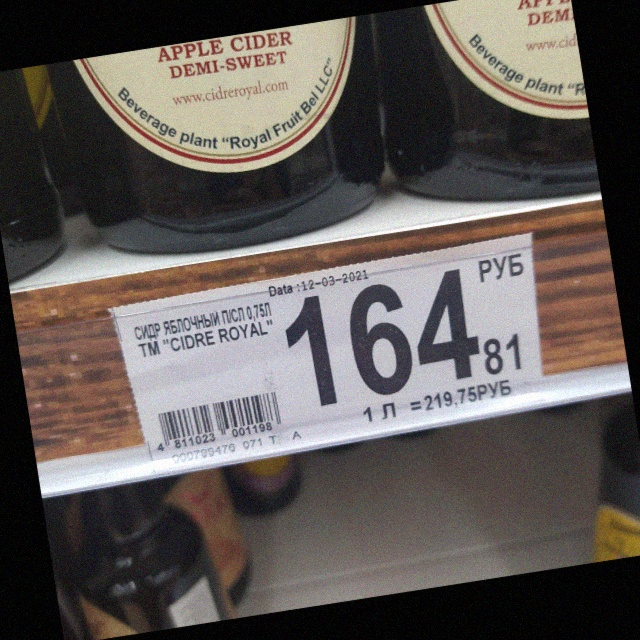 APPLE CIDER
DEMI-SWEET
www.cidreroyal.com
Beverage plant “Royal Fruit Bel LLC”
DEMI
www.cid
Beverage plant “R
Data :12-03-2021
СИДР ЯБЛОЧНЫЙ П/СЛ 0,75Л
ТМ "CIDRE ROYAL"
164 81 РУБ
1 Л =219.75РУБ
4 811023 001198
000799476 071 T A